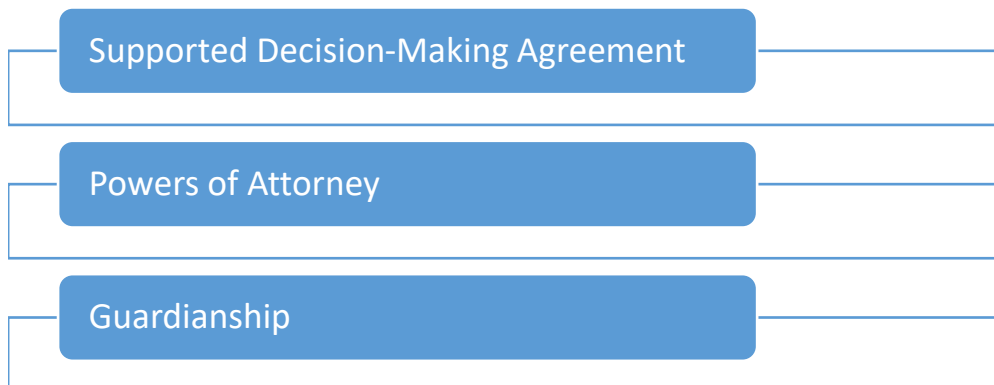 Supported Decision-Making Agreement
Powers of Attorney
Guardianship